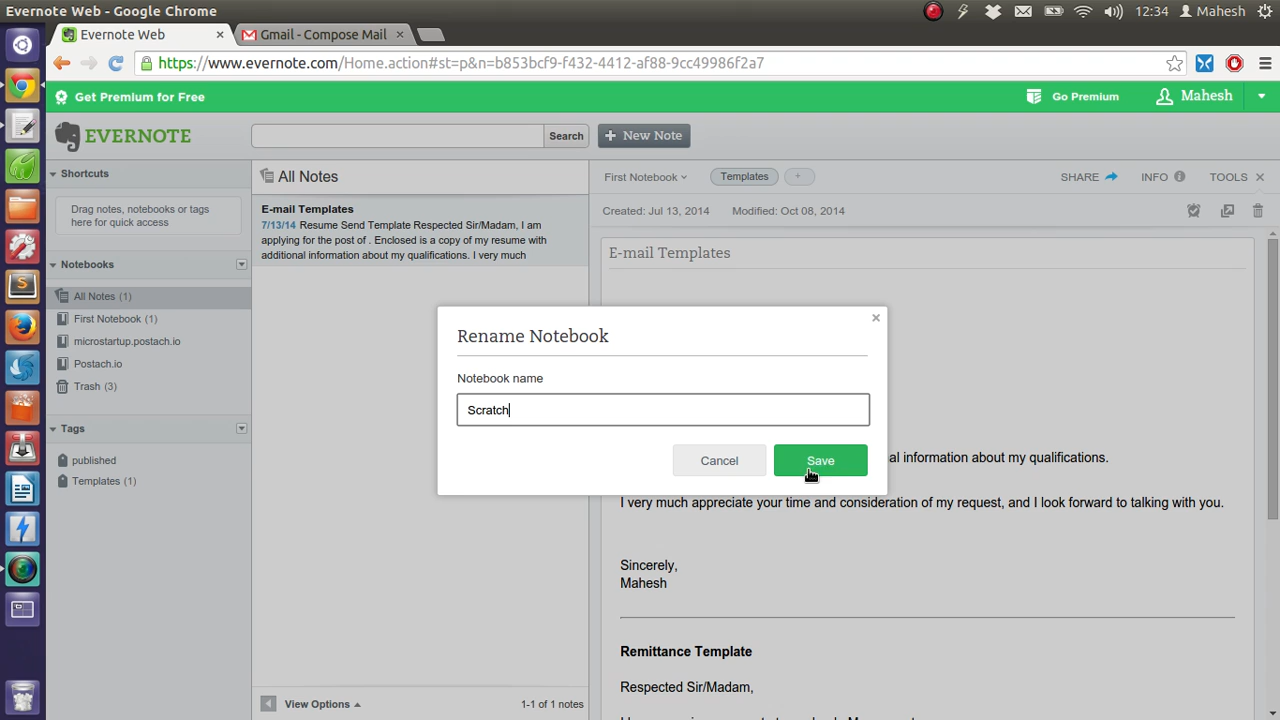 Evernote Web - Google Chrome
12:34 Mahesh
Evernote Web ×
Gmail - Compose Mail ×
https://www.evernote.com/Home.action#st=p&n=b853bcf9-f432-4412-af88-9cc49986f2a7
Get Premium for Free
Go Premium
Mahesh
EVERNOTE
Search
+ New Note
Shortcuts
Drag notes, notebooks or tags
here for quick access
Notebooks
All Notes (1)
First Notebook (1)
microstartup.postach.io
Postach.io
Trash (3)
Tags
published
Templates (1)
All Notes
E-mail Templates
7/13/14 Resume Send Template Respected Sir/Madam, I am
applying for the post of . Enclosed is a copy of my resume with
additional information about my qualifications. I very much
View Options
1-1 of 1 notes
First Notebook
Templates
+
SHARE
INFO
TOOLS ×
Created: Jul 13, 2014
Modified: Oct 08, 2014
E-mail Templates
Rename Notebook
×
Notebook name
Scratch
Cancel
Save
al information about my qualifications.
I very much appreciate your time and consideration of my request, and I look forward to talking with you.
Sincerely,
Mahesh
Remittance Template
Respected Sir/Madam,